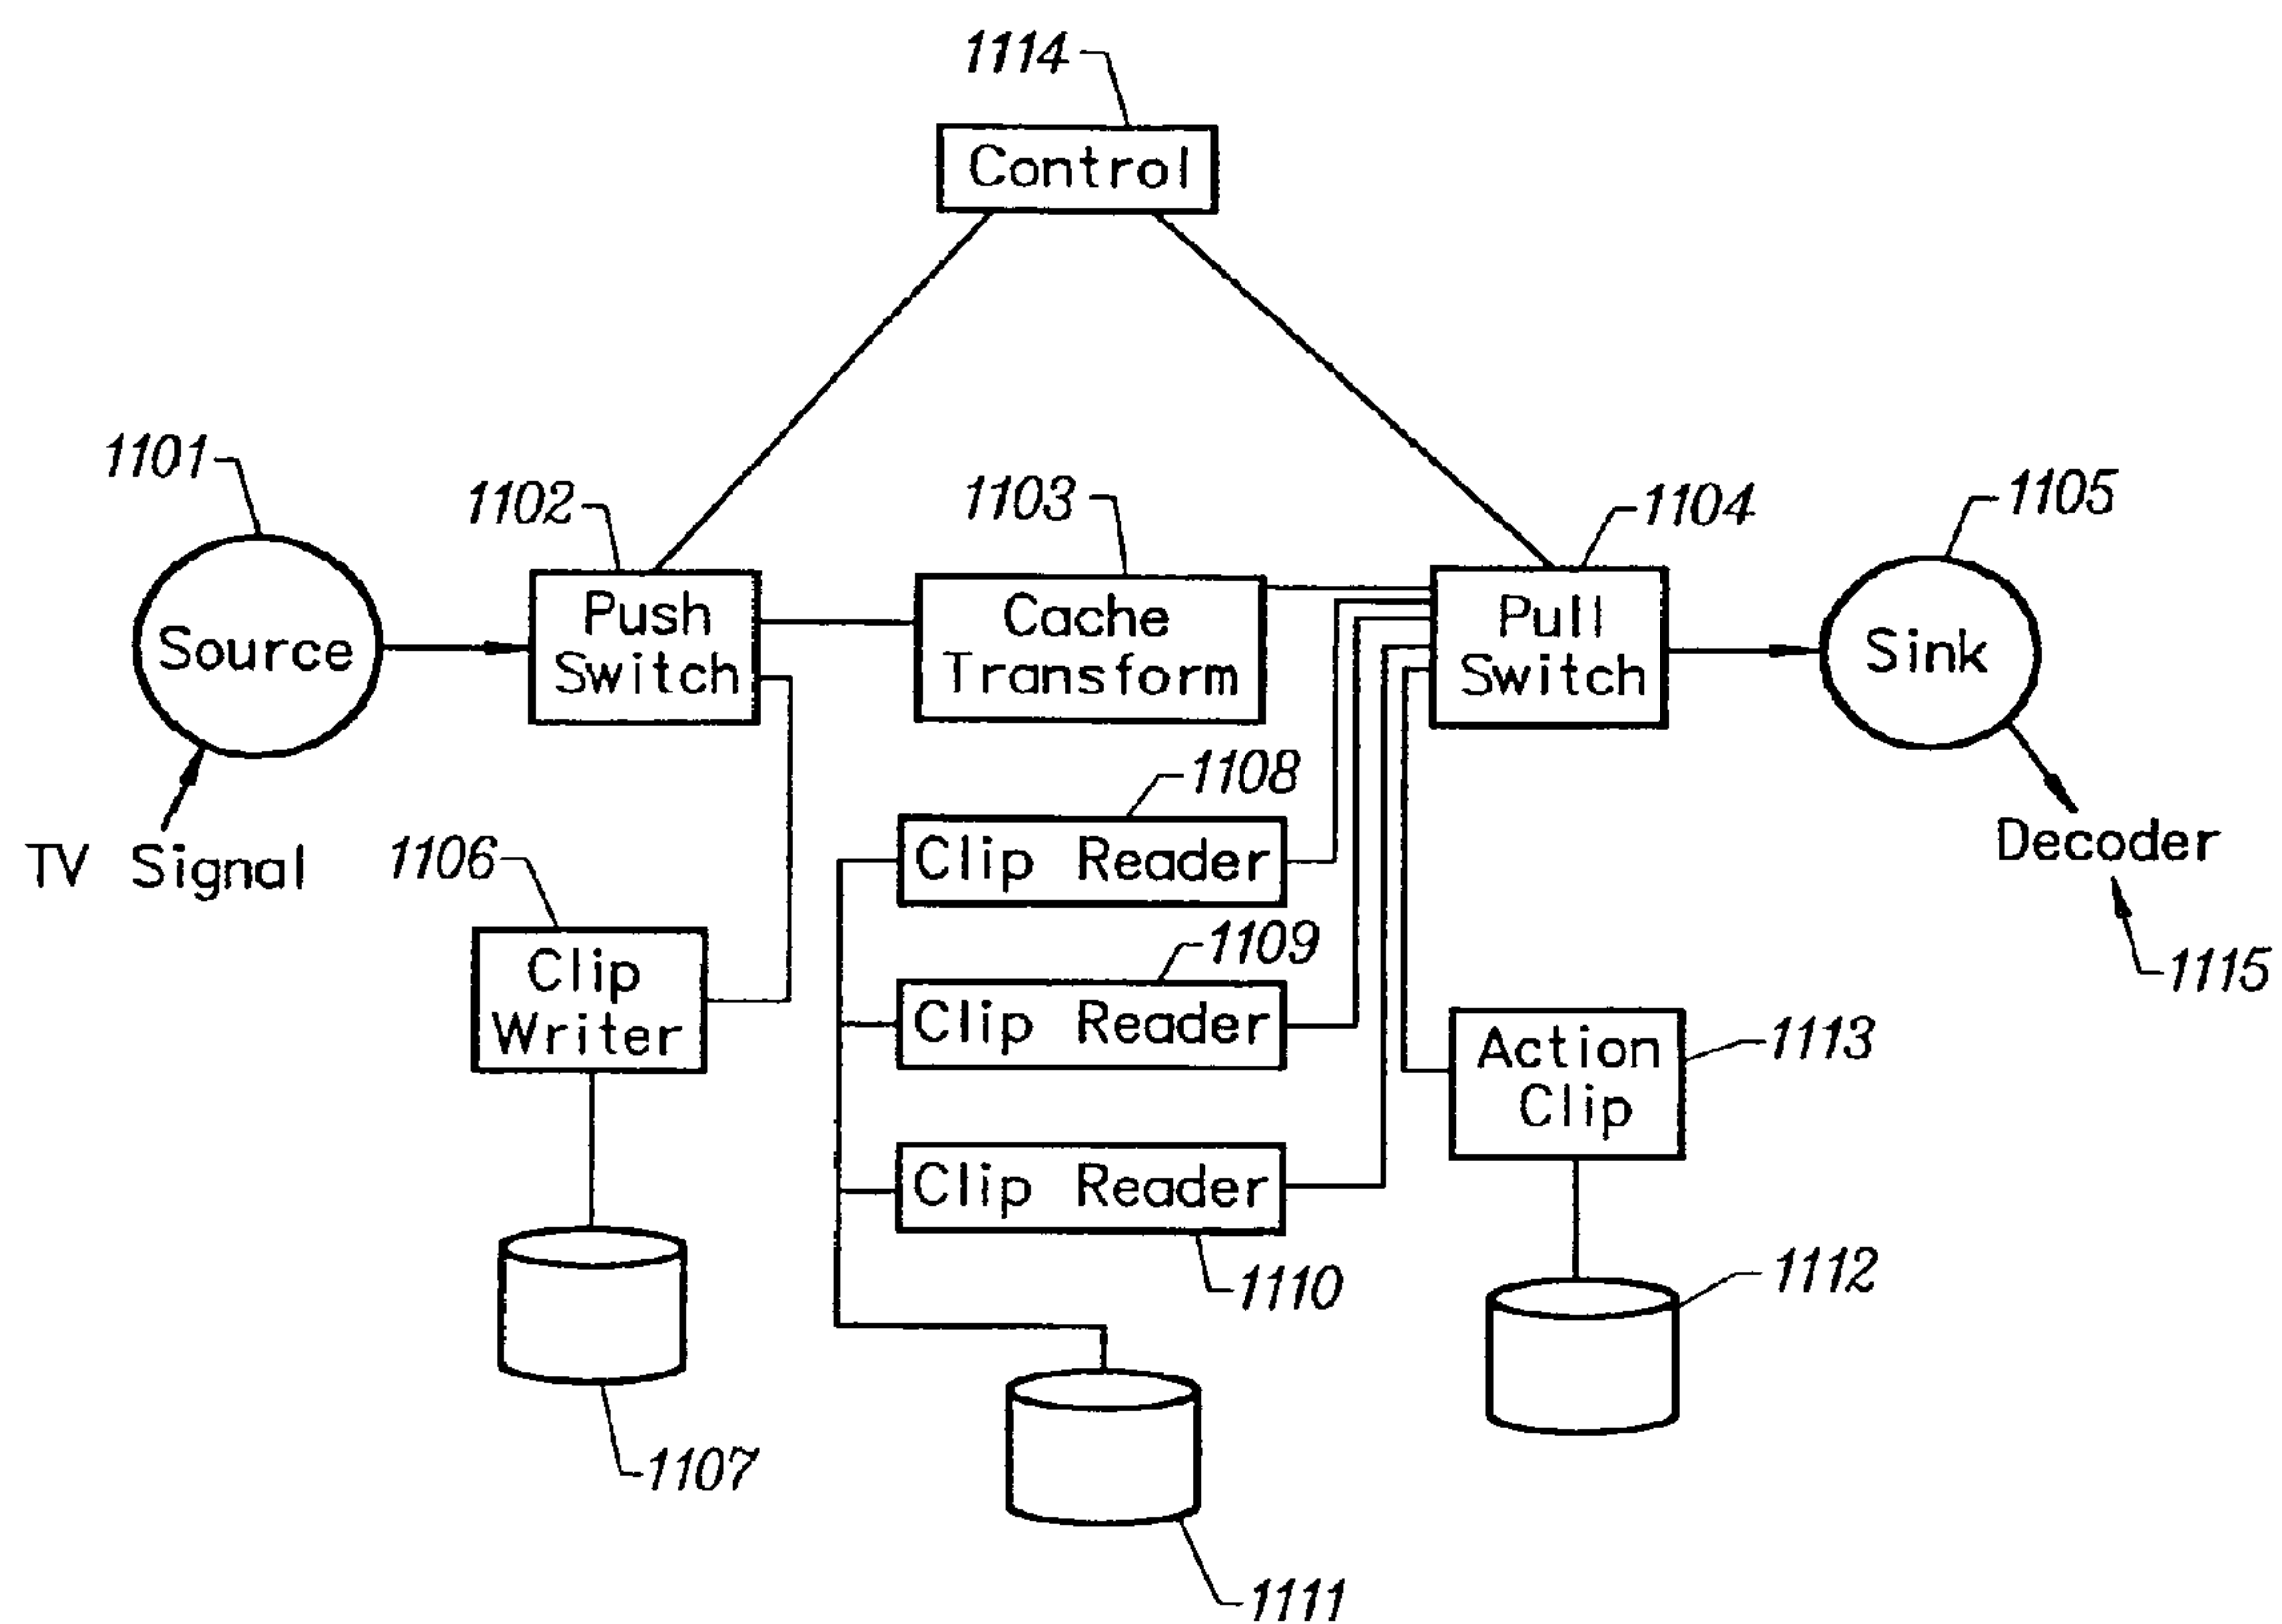 1114
Control
1101
1102
1103
1104
1105
Source
Push
Switch
Cache
Transform
Pull
Switch
Sink
TV Signal
1106
1108
Clip Reader
Decoder
1115
Clip
Writer
1109
Clip Reader
Action
Clip
1113
Clip Reader
1110
1112
1107
1111